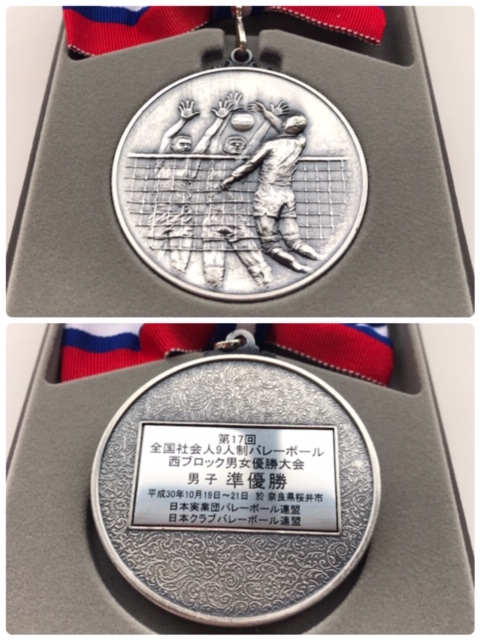 第17回
全国社会人9人制バレーボール
西ブロック男女優勝大会
男子 準優勝
平成30年10月19日〜21日 於 奈良県桜井市
日本実業団バレーボール連盟
日本クラブバレーボール連盟